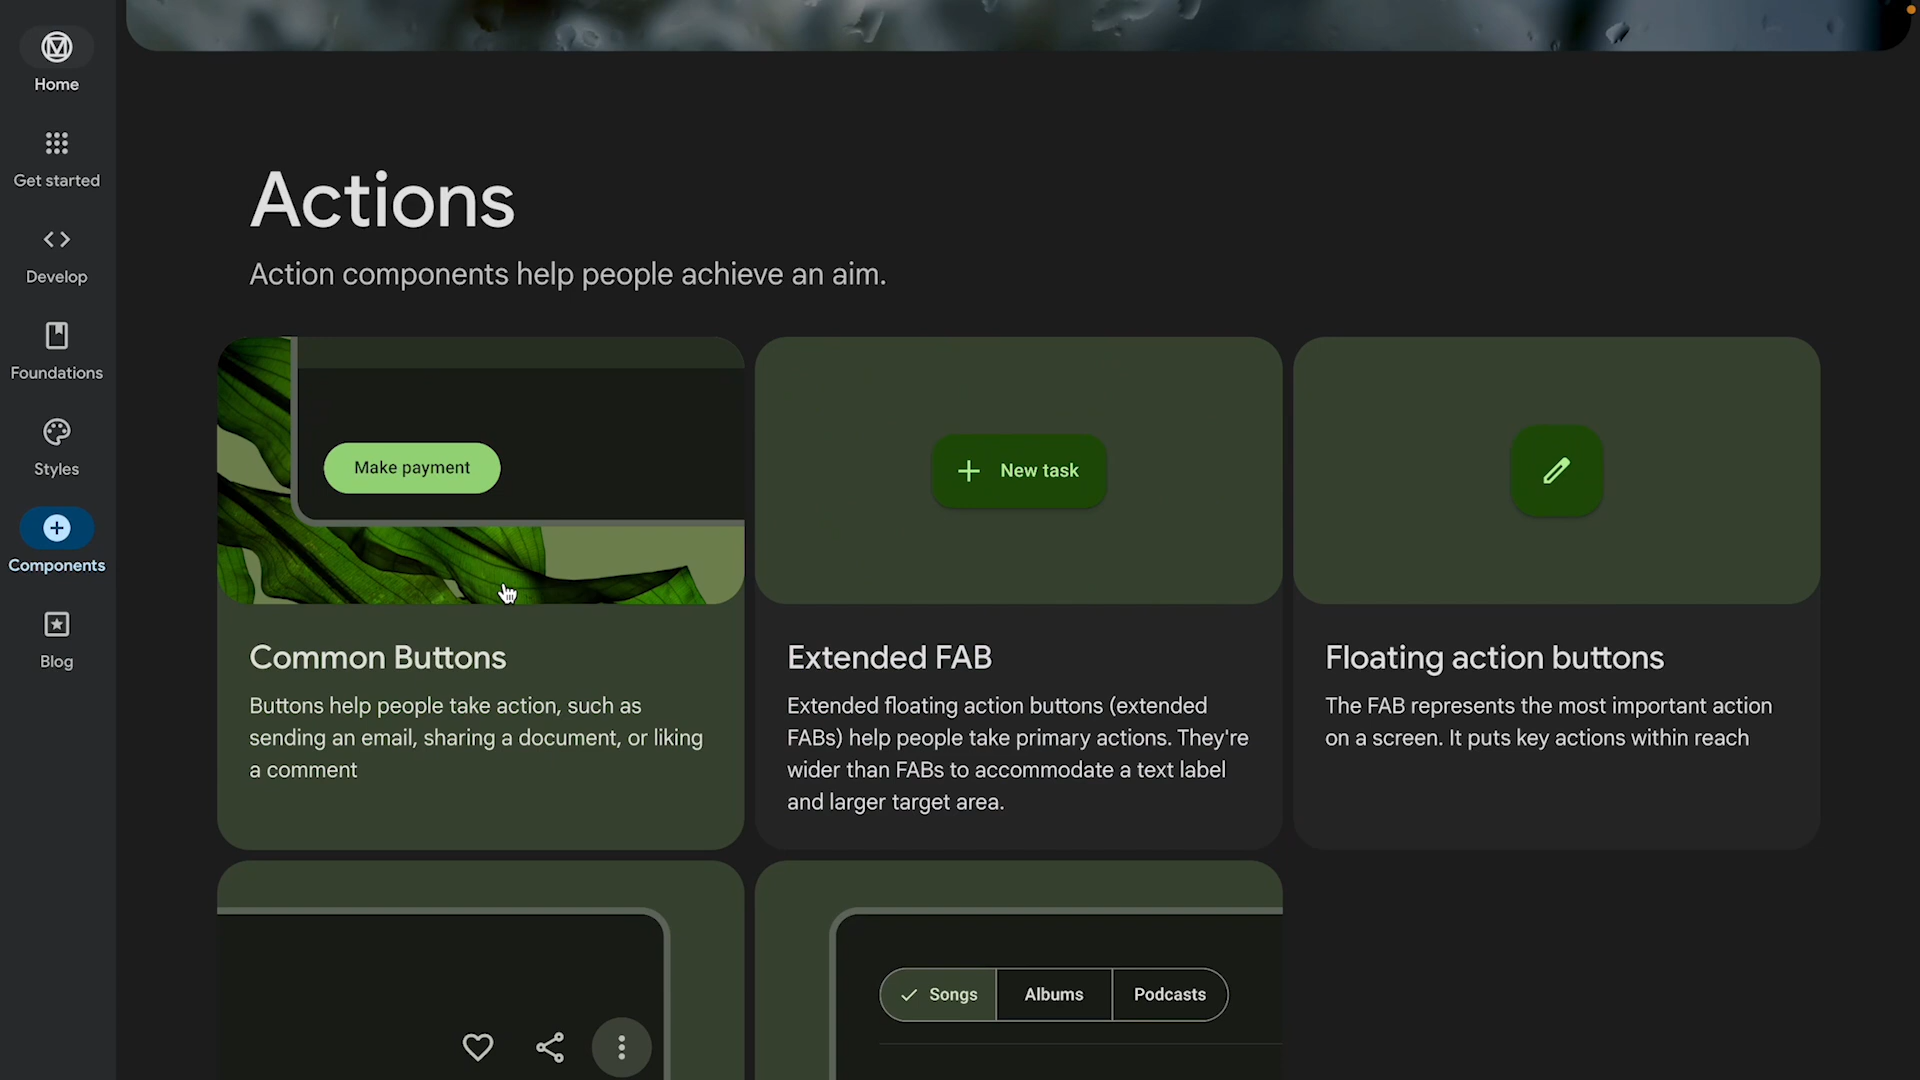 Home
Get started
Develop
Foundations
Styles
Components
Blog
Actions
Action components help people achieve an aim.
Make payment
Common Buttons
Buttons help people take action, such as
sending an email, sharing a document, or liking
a comment
New task
Extended FAB
Extended floating action buttons (extended
FABs) help people take primary actions. They're
wider than FABs to accommodate a text label
and larger target area.
Floating action buttons
The FAB represents the most important action
on a screen. It puts key actions within reach
Songs
Albums
Podcasts